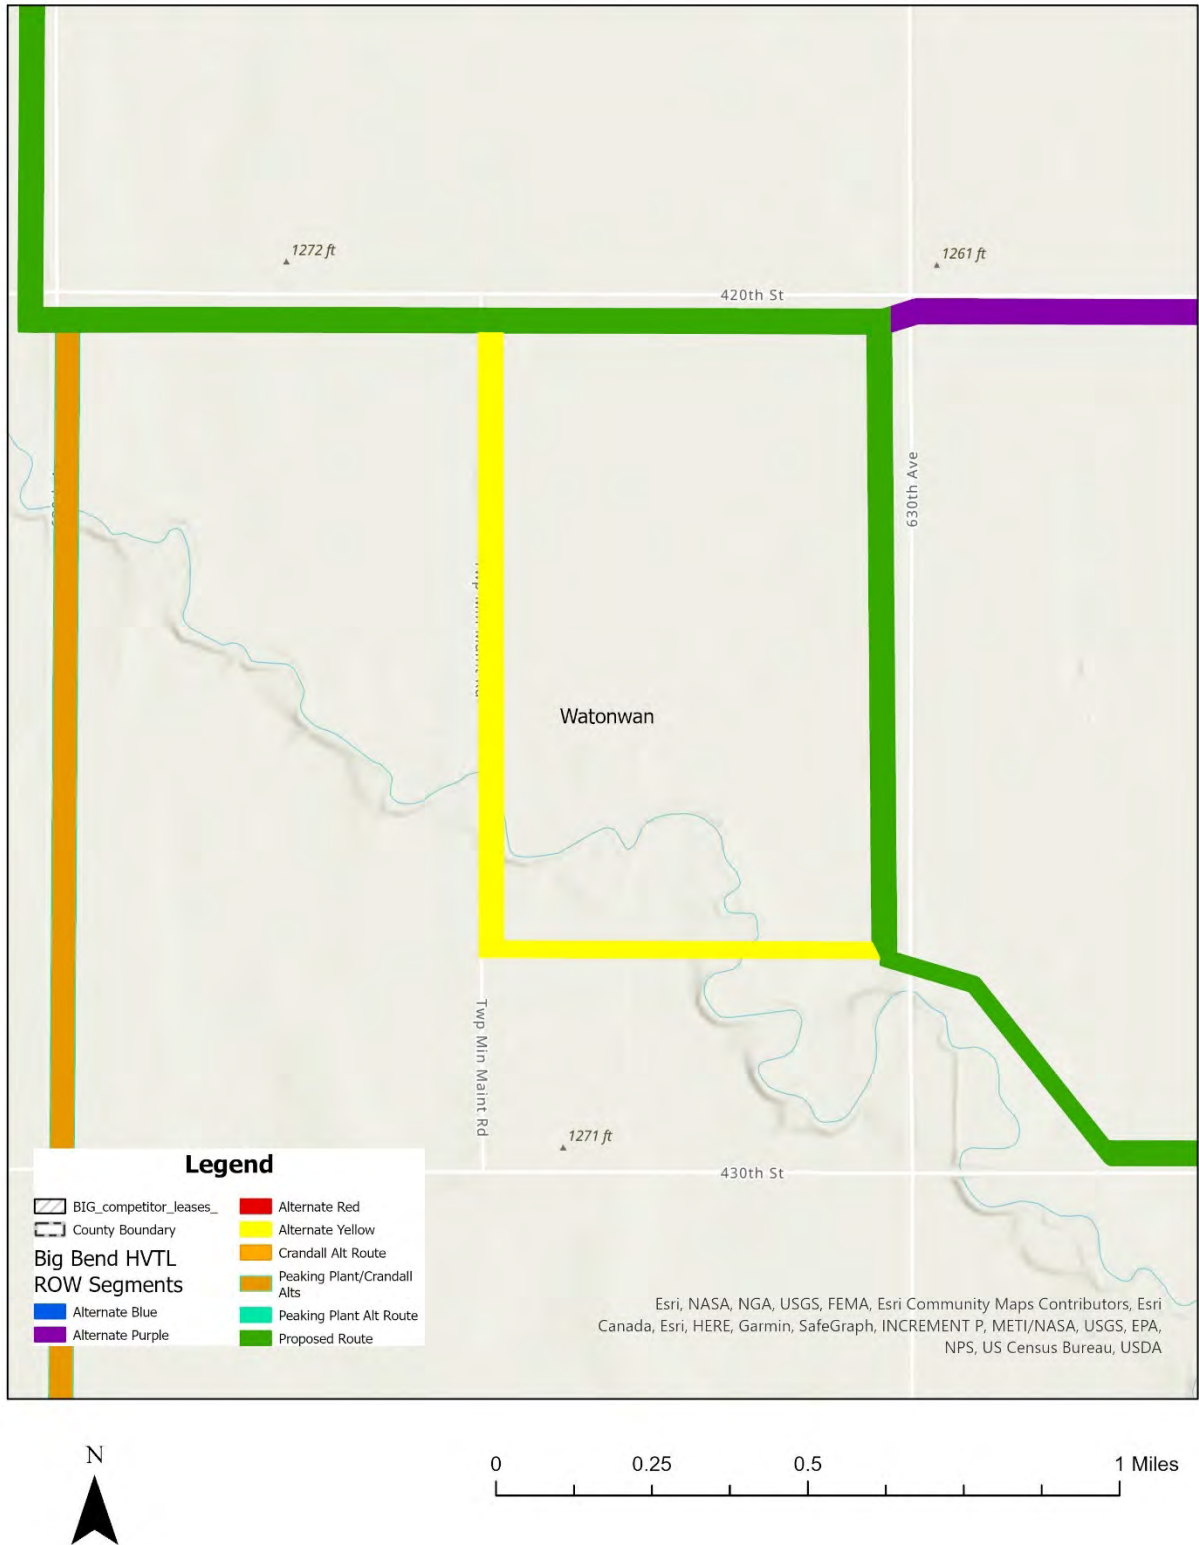 1272 ft
1261 ft
420th St
630th Ave
Watonwan
Twp Min Maint Rd
1271 ft
430th St
Legend
BIG_competitor_leases_
County Boundary
Big Bend HVTL
ROW Segments
Alternate Blue
Alternate Purple
Alternate Red
Alternate Yellow
Crandall Alt Route
Peaking Plant/Crandall
Alts
Peaking Plant Alt Route
Proposed Route
Esri, NASA, NGA, USGS, FEMA, Esri Community Maps Contributors, Esri
Canada, Esri, HERE, Garmin, SafeGraph, INCREMENT P, METI/NASA, USGS, EPA,
NPS, US Census Bureau, USDA
N
0 0.25 0.5 1 Miles